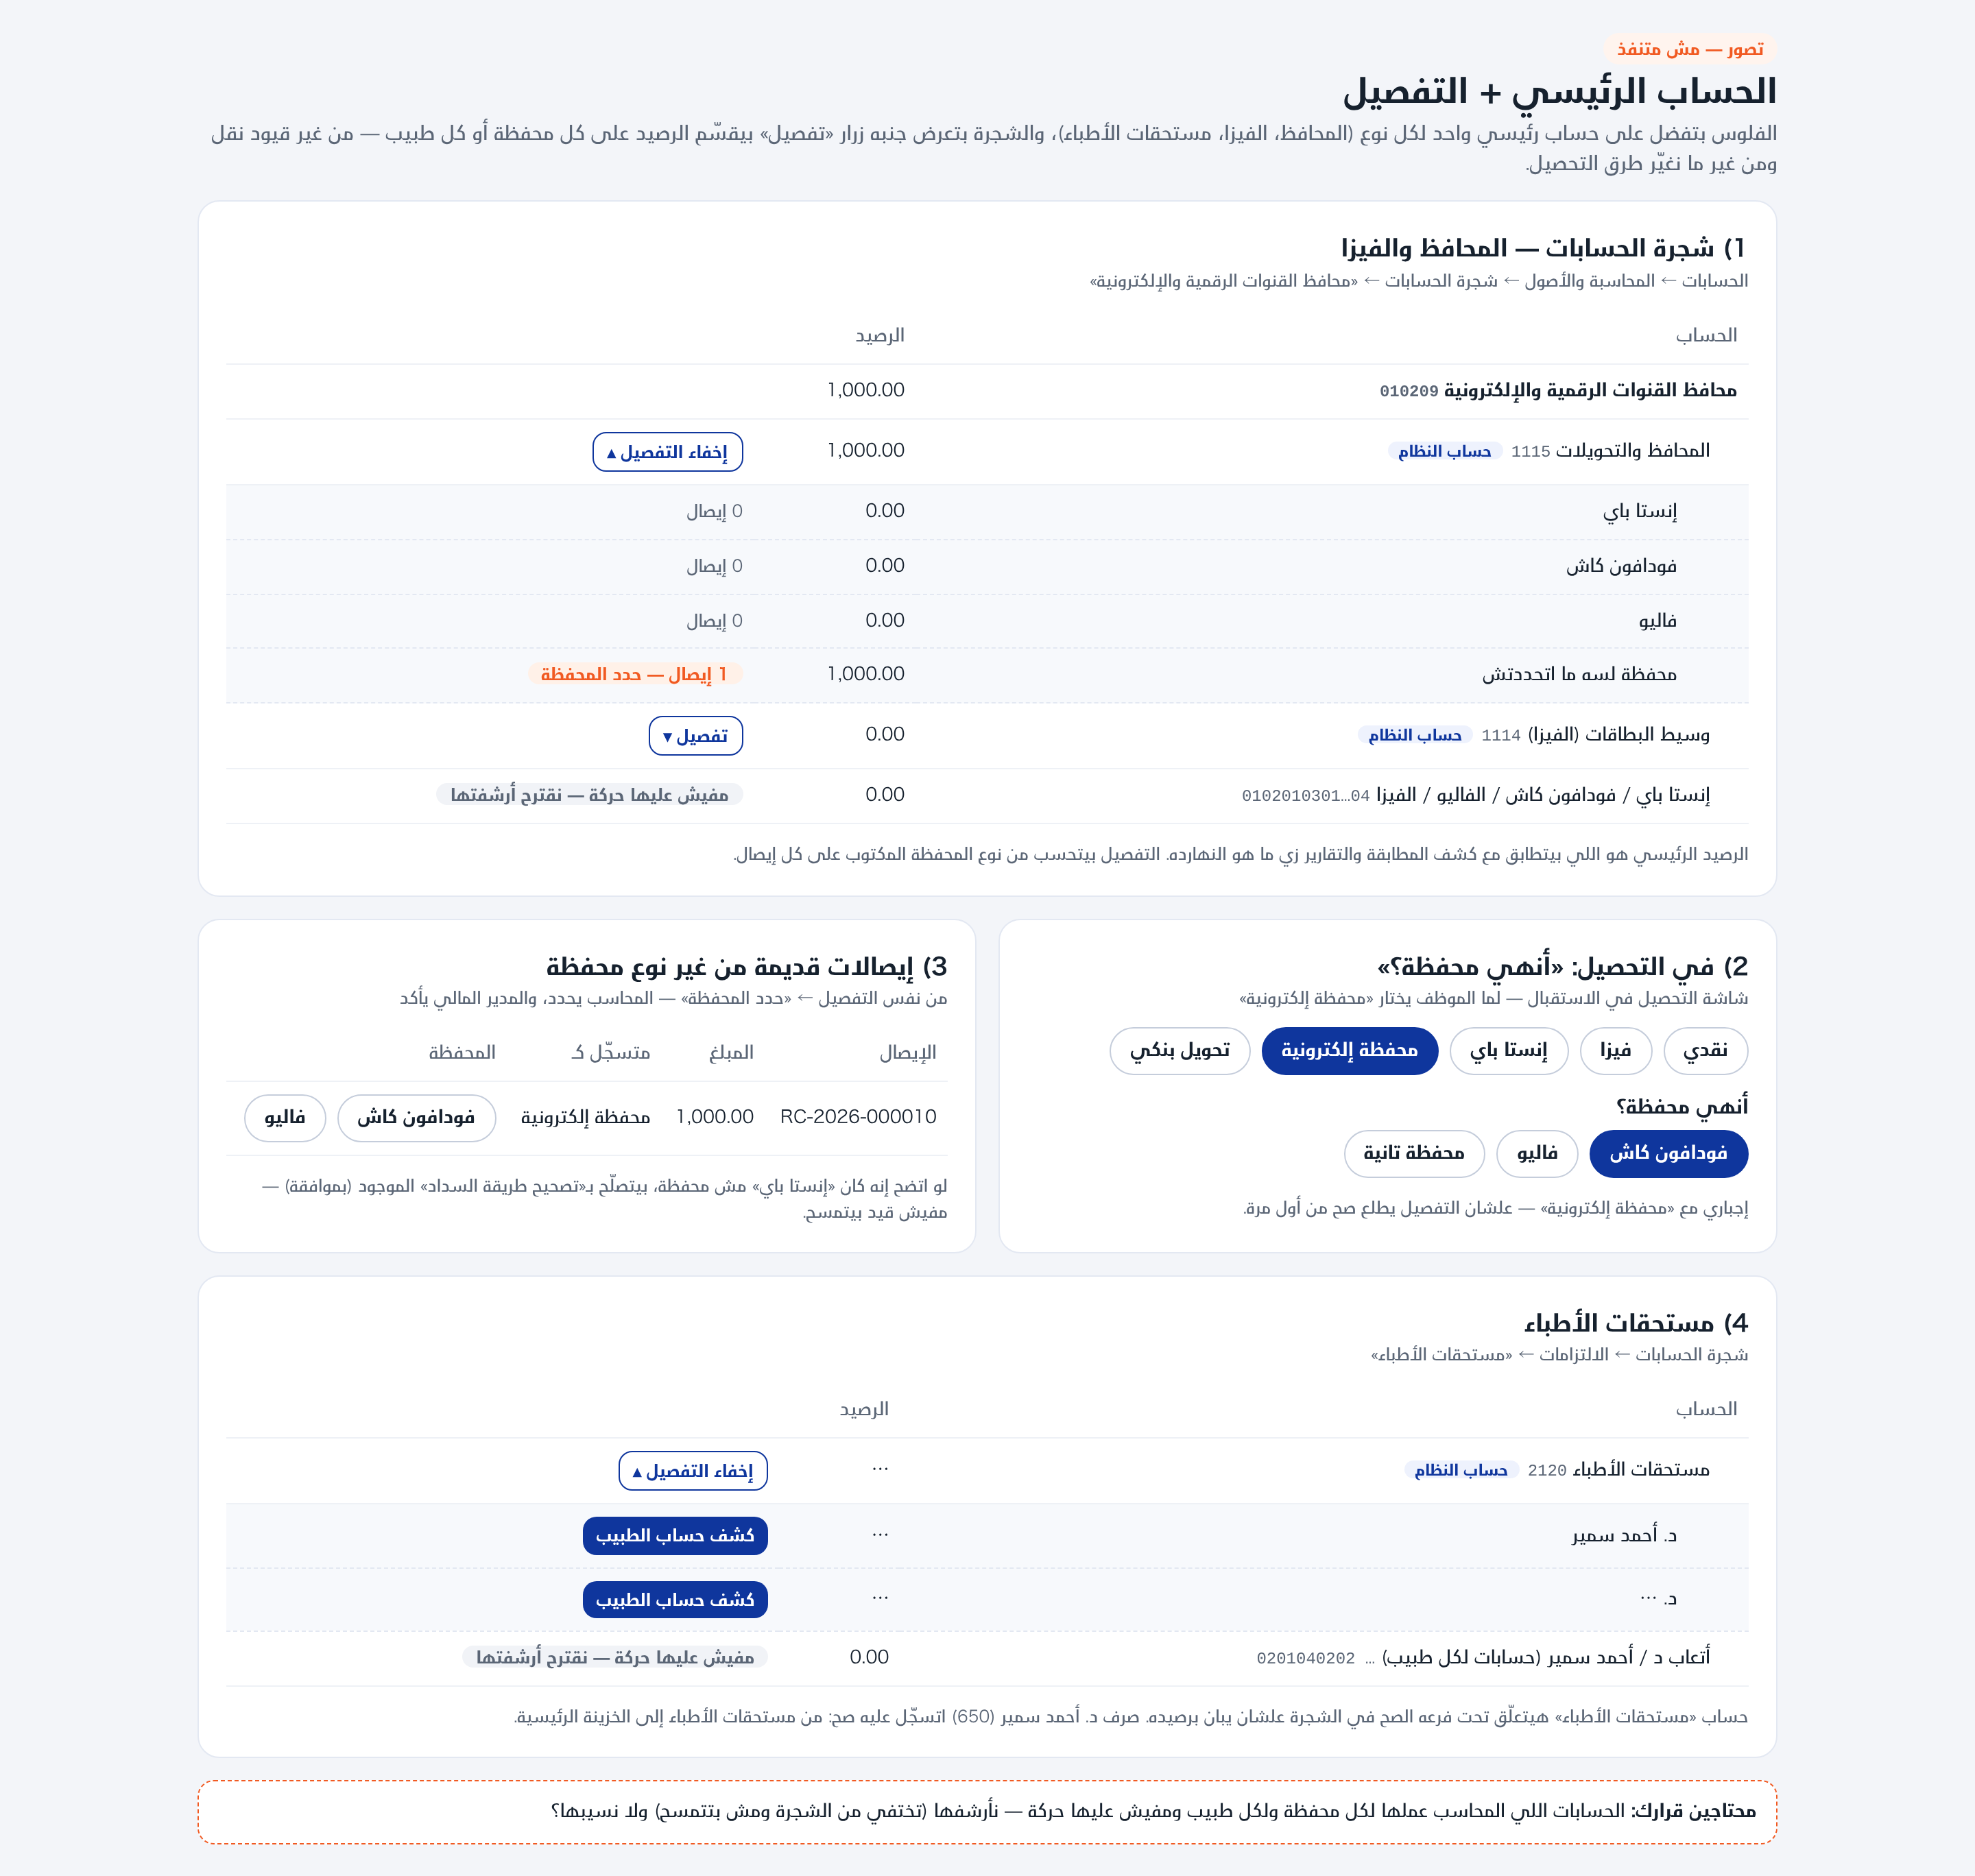 تصور — مش متنفذ
الحساب الرئيسي + التفصيل
الفلوس بتفضل على حساب رئيسي واحد لكل نوع (المحافظ، الفيزا، مستحقات الأطباء)، والشجرة بتعرض جنبه زرار «تفصيل» بيقسّم الرصيد على كل محفظة أو كل طبيب — من غير قيود نقل
ومن غير ما نغيّر طرق التحصيل.
1) شجرة الحسابات — المحافظ والفيزا
الحسابات ← المحاسبة والأصول ← شجرة الحسابات ← «محافظ القنوات الرقمية والإلكترونية»
الحساب الرصيد
محافظ القنوات الرقمية والإلكترونية 010209 1,000.00
المحافظ والتحويلات 1115 حساب النظام 1,000.00 إخفاء التفصيل ▴
إنستا باي 0.00 0 إيصال
فودافون كاش 0.00 0 إيصال
فاليو 0.00 0 إيصال
محفظة لسه ما اتحددتش 1,000.00 1 إيصال — حدد المحفظة
وسيط البطاقات (الفيزا) 1114 حساب النظام 0.00 تفصيل ▾
إنستا باي / فودافون كاش / الفاليو / الفيزا 0102010301…04 0.00 مفيش عليها حركة — نقترح أرشفتها
الرصيد الرئيسي هو اللي بيتطابق مع كشف المطابقة والتقارير زي ما هو النهارده. التفصيل بيتحسب من نوع المحفظة المكتوب على كل إيصال.
2) في التحصيل: «أنهي محفظة؟»
شاشة التحصيل في الاستقبال — لما الموظف يختار «محفظة إلكترونية»
نقدي فيزا إنستا باي محفظة إلكترونية تحويل بنكي
أنهي محفظة؟
فودافون كاش فاليو محفظة تانية
إجباري مع «محفظة إلكترونية» — علشان التفصيل يطلع صح من أول مرة.
3) إيصالات قديمة من غير نوع محفظة
من نفس التفصيل ← «حدد المحفظة» — المحاسب يحدد، والمدير المالي يأكد
الإيصال المبلغ متسجّل كـ المحفظة
RC-2026-000010 1,000.00 محفظة إلكترونية فودافون كاش فاليو
لو اتضح إنه كان «إنستا باي» مش محفظة، بيتصلّح بـ«تصحيح طريقة السداد» الموجود (بموافقة) —
مفيش قيد بيتمسح.
4) مستحقات الأطباء
شجرة الحسابات ← الالتزامات ← «مستحقات الأطباء»
الحساب الرصيد
مستحقات الأطباء 2120 حساب النظام … إخفاء التفصيل ▴
د. أحمد سمير … كشف حساب الطبيب
د. … … كشف حساب الطبيب
أتعاب د / أحمد سمير (حسابات لكل طبيب) … 0201040202 0.00 مفيش عليها حركة — نقترح أرشفتها
حساب «مستحقات الأطباء» هيتعلّق تحت فرعه الصح في الشجرة علشان يبان برصيده. صرف د. أحمد سمير (650) اتسجّل عليه صح: من مستحقات الأطباء إلى الخزينة الرئيسية.
محتاجين قرارك: الحسابات اللي المحاسب عملها لكل محفظة ولكل طبيب ومفيش عليها حركة — نأرشفها (تختفي من الشجرة ومش بتتمسح) ولا نسيبها؟